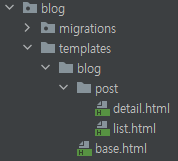 blog
migrations
templates
blog
post
detail.html
list.html
base.html